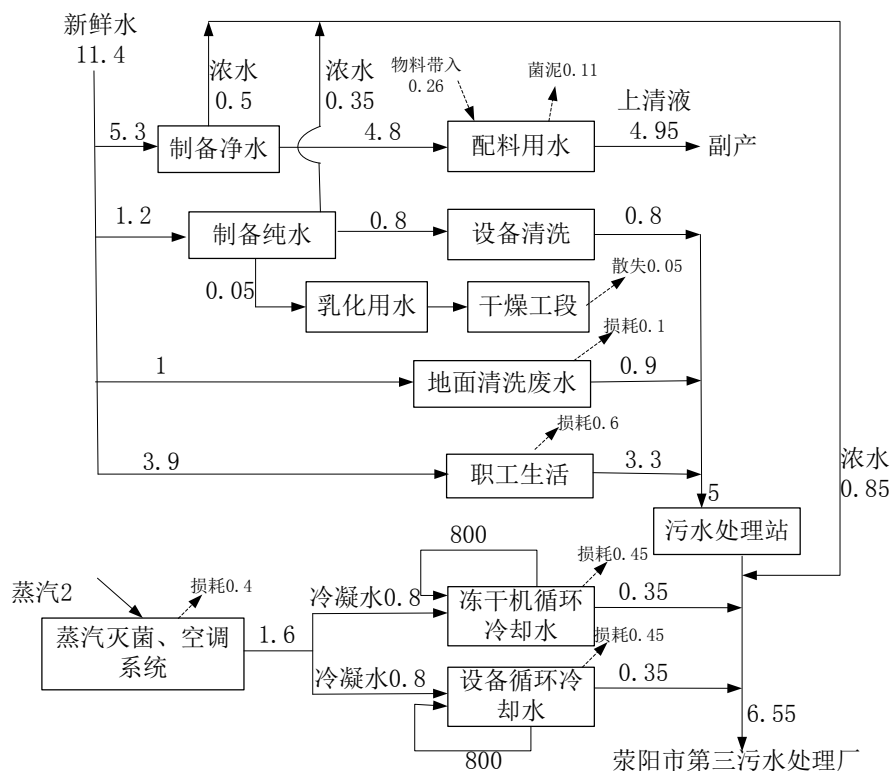 新鲜水
11.4
浓水
0.5
浓水
0.35
物料带入
0.26
菌泥0.11
上清液
4.95
5.3
制备净水
4.8
配料用水
副产
1.2
制备纯水
0.8
设备清洗
0.8
0.05
乳化用水
干燥工段
散失0.05
损耗0.1
1
地面清洗废水
0.9
损耗0.6
3.9
职工生活
3.3
浓水
0.85
5
污水处理站
800
损耗0.45
蒸汽2
损耗0.4
冷凝水0.8
冻干机循环
冷却水
0.35
蒸汽灭菌、空调
系统
1.6
损耗0.45
冷凝水0.8
设备循环冷
却水
0.35
800
6.55
荥阳市第三污水处理厂